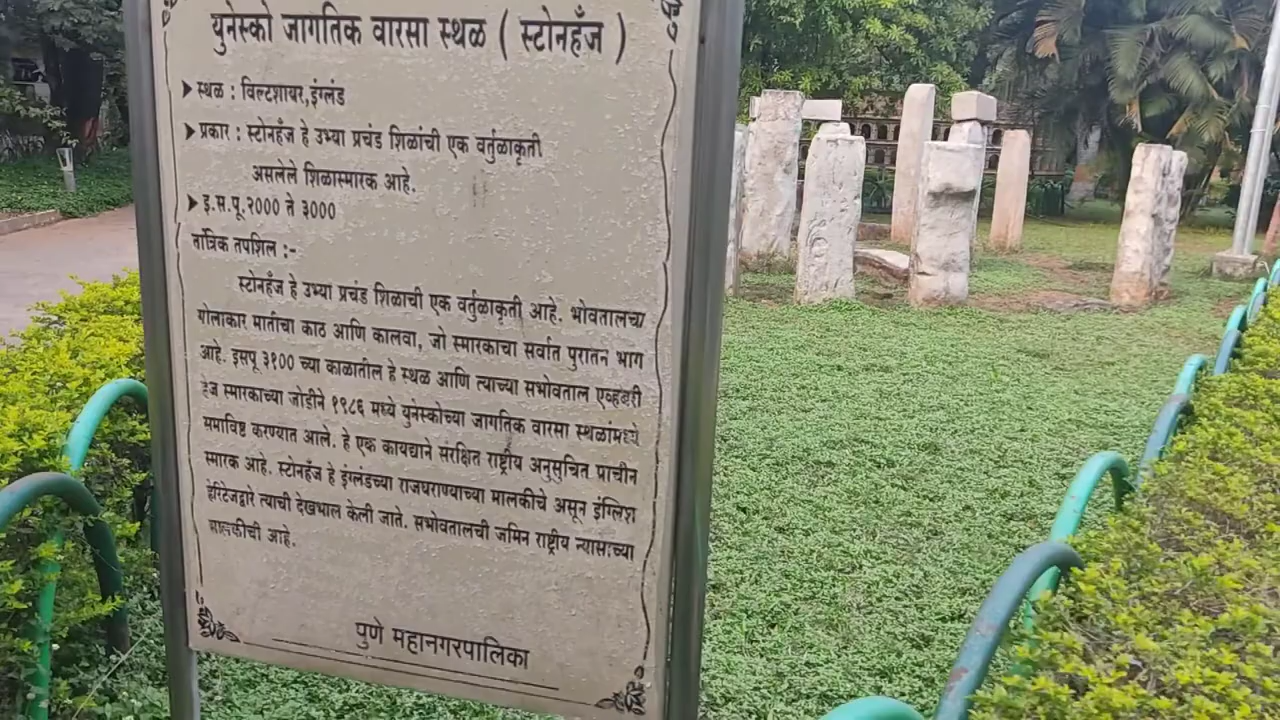 युनेस्को जागतिक वारसा स्थळ ( स्टोनहेंज )
स्थळ : विल्टशायर,इंग्लंड
प्रकार : स्टोनहेंज हे उभ्या प्रचंड शिळांची एक वर्तुळाकृती
असलेले शिळास्मारक आहे.
इ.स.पू.२००० ते ३०००
तांत्रिक तपशिल :-
स्टोनहेंज हे उभ्या प्रचंड शिळाची एक वर्तुळाकृती आहे. भोवतालचा
गोलाकार मातीचा काठ आणि कालवा, जो स्मारकाचा सर्वात पुरातन भाग
आहे. इसपू ३१०० च्या काळातील हे स्थळ आणि त्याच्या सभोवताल एव्हबरी
हेंज स्मारकाच्या जोडीने १९८६ मध्ये युनेस्कोच्या जागतिक वारसा स्थळांमध्ये
समाविष्ट करण्यात आले. हे एक कायद्याने संरक्षित राष्ट्रीय अनुसुचित प्राचीन
स्मारक आहे. स्टोनहेंज हे इंग्लंडच्या राजघराण्याच्या मालकीचे असून इंग्लिश
हेरिटेजद्वारे त्याची देखभाल केली जाते. सभोवतालची जमिन राष्ट्रीय न्यासाच्या
मालकीची आहे.
पुणे महानगरपालिका